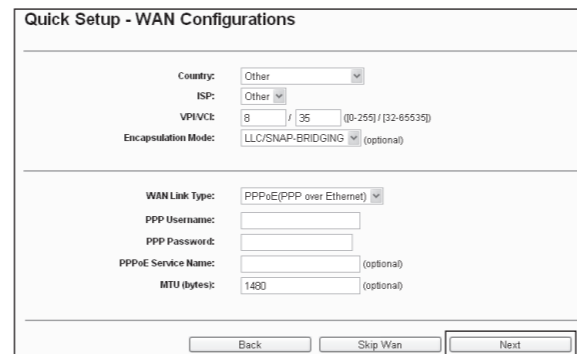 Quick Setup - WAN Configurations
Country: Other
ISP: Other
VPI/VCI: 8 / 35 ([0-255] / [32-65535])
Encapsulation Mode: LLC/SNAP-BRIDGING (optional)
WAN Link Type: PPPoE(PPP over Ethernet)
PPP Username:
PPP Password:
PPPoE Service Name: (optional)
MTU (bytes): 1480 (optional)
Back Skip Wan Next